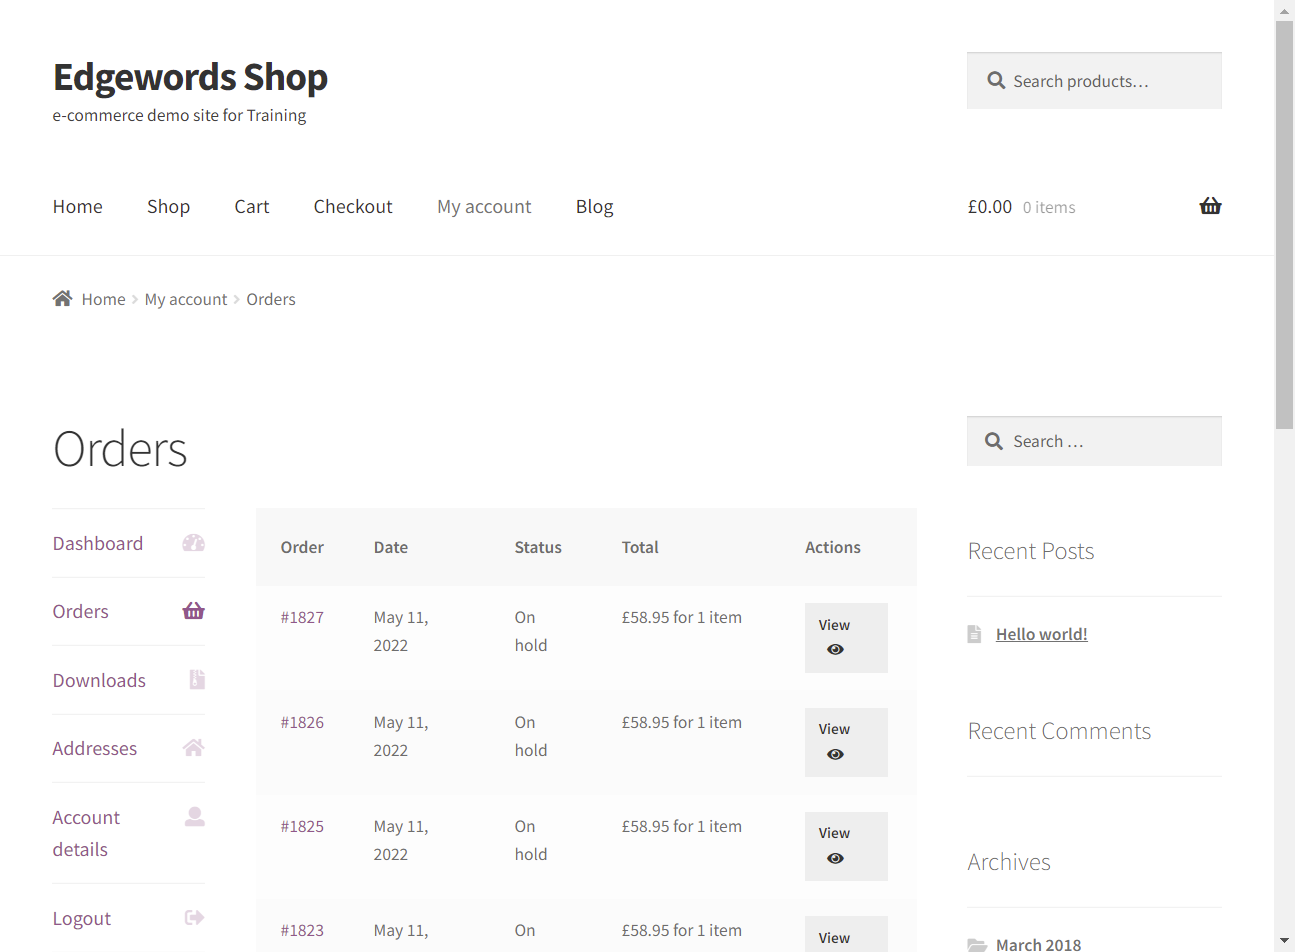 Edgewords Shop
e-commerce demo site for Training
Search products…
Home Shop Cart Checkout My account Blog
£0.00 0 items
Home My account Orders
Orders
Search …
Dashboard
Orders
Downloads
Addresses
Account
details
Logout
Order Date Status Total Actions
#1827 May 11, On £58.95 for 1 item View
2022 hold
#1826 May 11, On £58.95 for 1 item View
2022 hold
#1825 May 11, On £58.95 for 1 item View
2022 hold
#1823 May 11, On £58.95 for 1 item View
Recent Posts
Hello world!
Recent Comments
Archives
March 2018